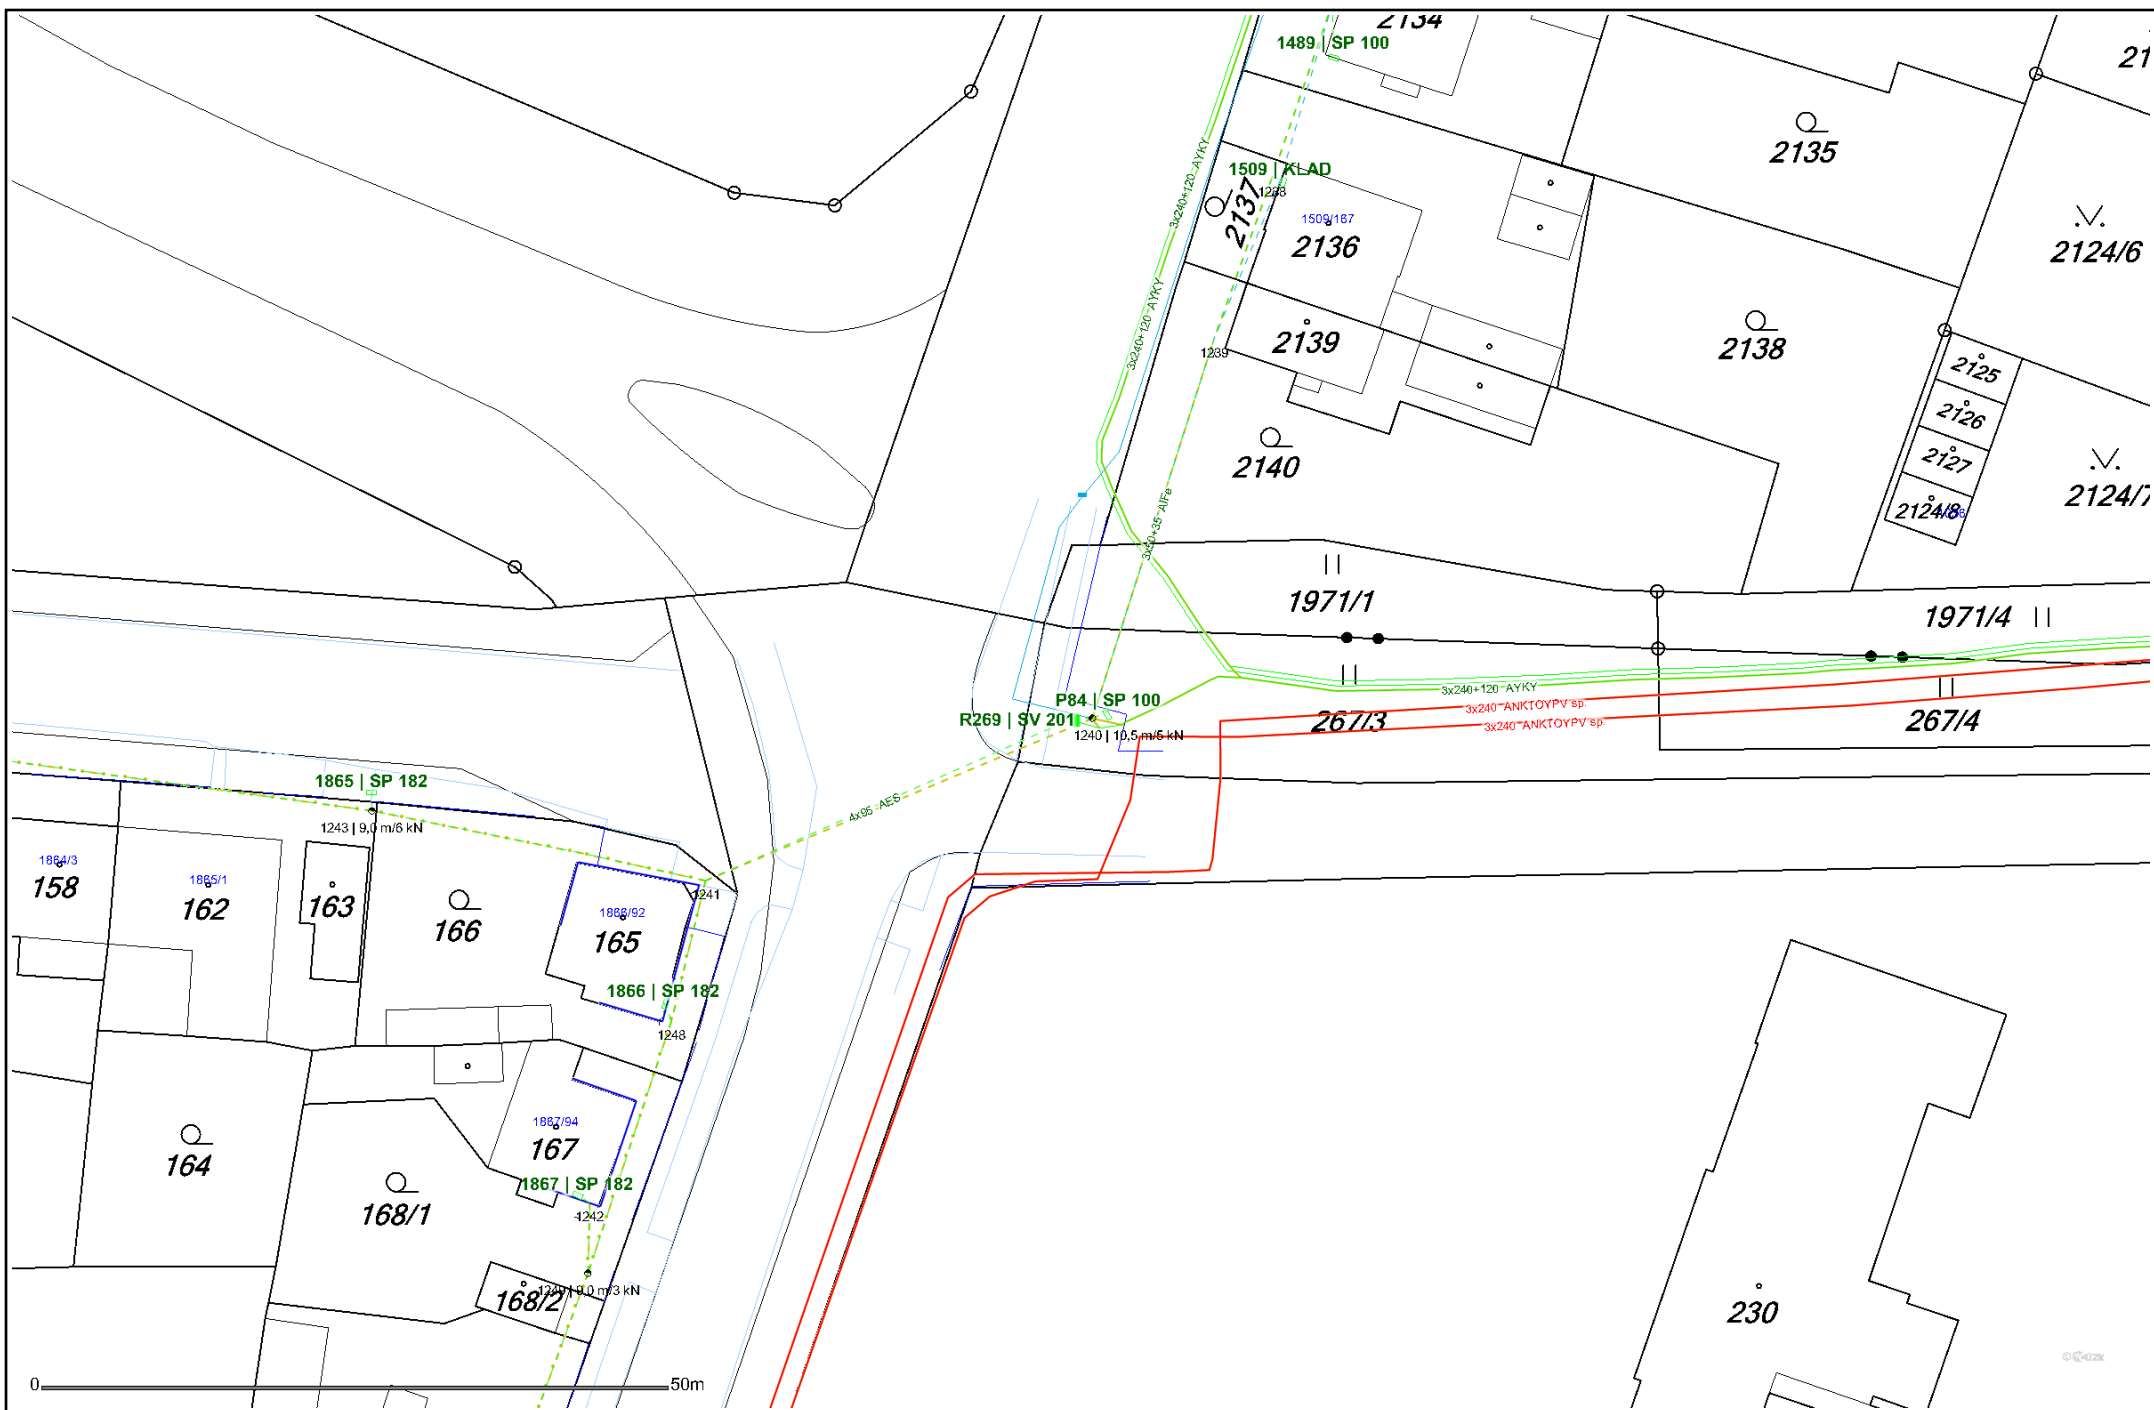 2134
1489 | SP 100
2135
3x240+120 AYKY
1509 | KLAD
1238
2137
1509/167
2136
2124/6
3x240+120 AYKY
1239
2139
2138
2125
2126
2127
2124/8
2124/7
2140
3x50+35 AlFe
1971/1
1971/4
3x240+120 AYKY
3x240 ANKTOYPV sp.
3x240 ANKTOYPV sp.
P84 | SP 100
R269 | SV 201
1240 | 10,5 m/5 kN
267/3
267/4
1865 | SP 182
1243 | 9,0 m/6 kN
4x95 AES
1864/3
158
1865/1
162
163
166
1866/92
165
1241
1866 | SP 182
1248
1867/94
167
164
1867 | SP 182
1242
168/1
168/2
230
0
50m